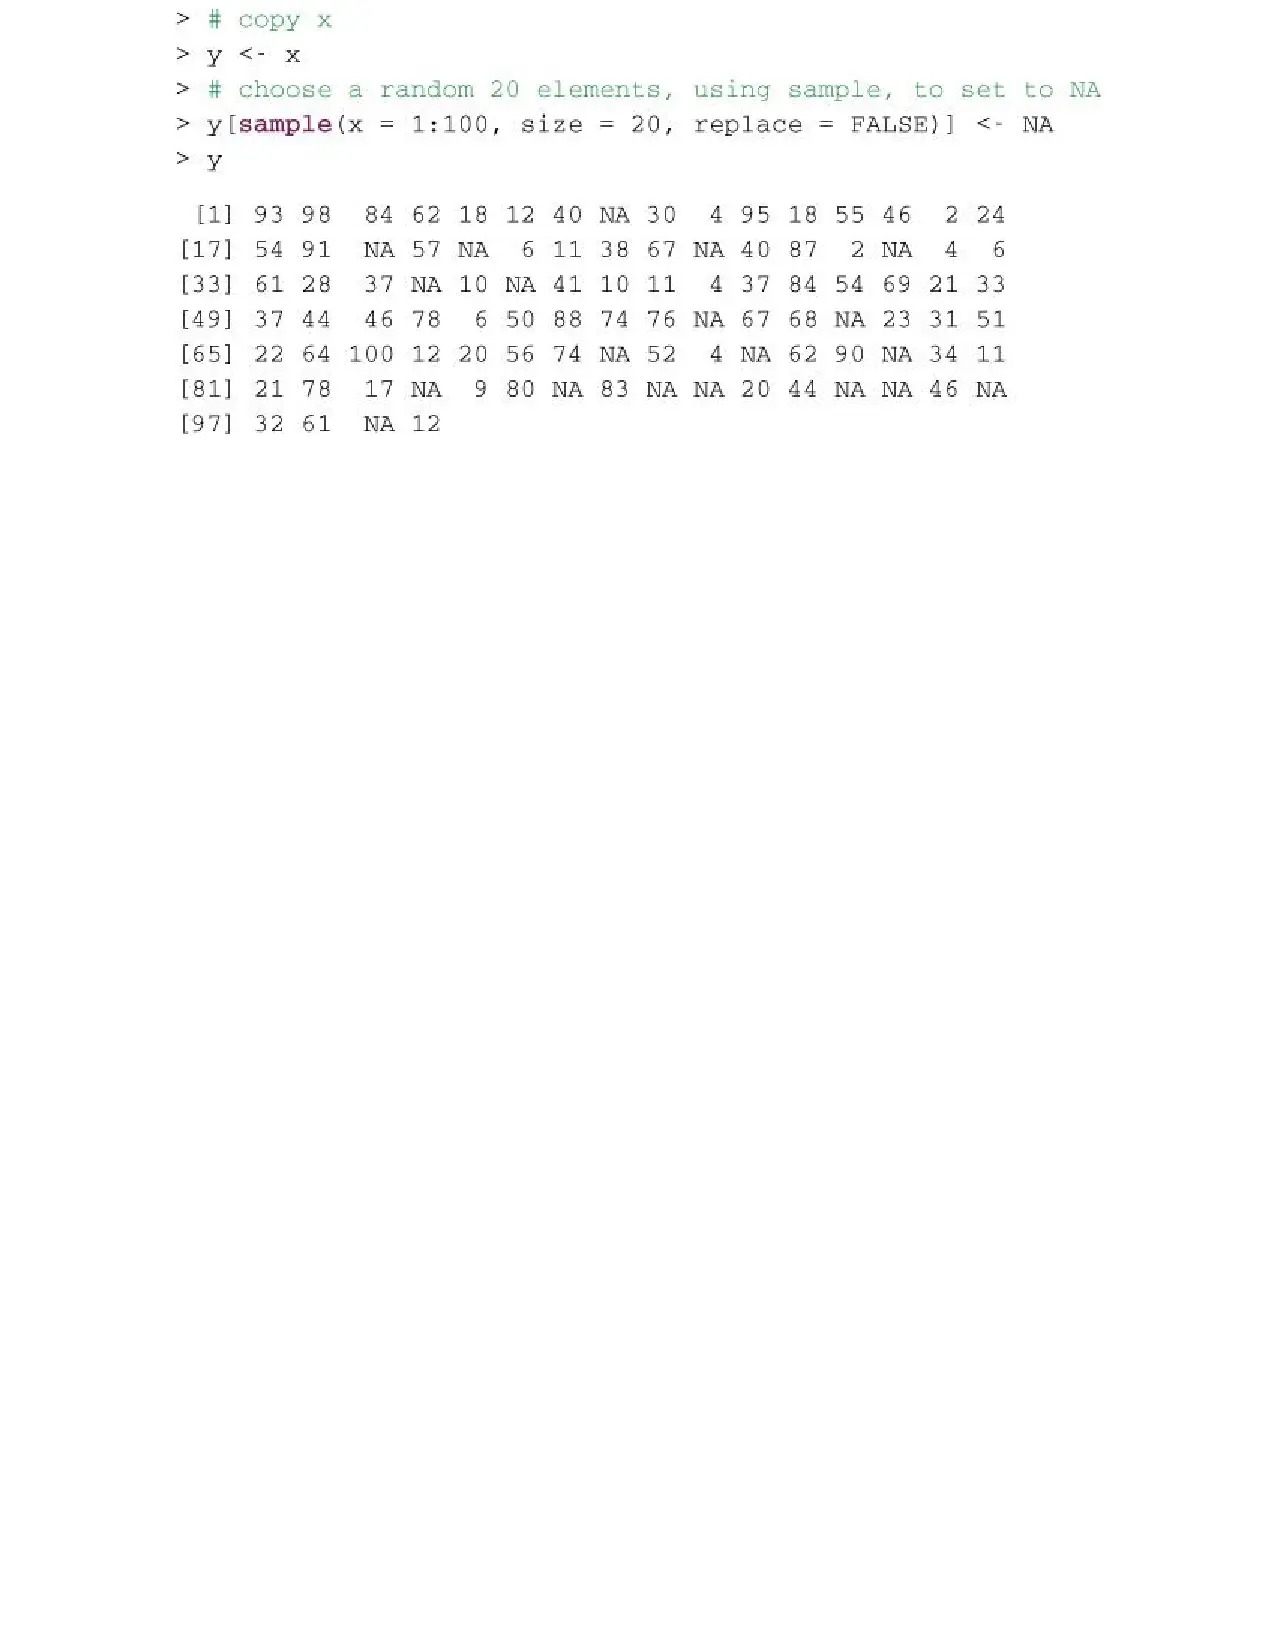 > # copy x
> y <- x
> # choose a random 20 elements, using sample, to set to NA
> y[sample(x = 1:100, size = 20, replace = FALSE)] <- NA
> y
[1] 93 98 84 62 18 12 40 NA 30 4 95 18 55 46 2 24
[17] 54 91 NA 57 NA 6 11 38 67 NA 40 87 2 NA 4 6
[33] 61 28 37 NA 10 NA 41 10 11 4 37 84 54 69 21 33
[49] 37 44 46 78 6 50 88 74 76 NA 67 68 NA 23 31 51
[65] 22 64 100 12 20 56 74 NA 52 4 NA 62 90 NA 34 11
[81] 21 78 17 NA 9 80 NA 83 NA NA 20 44 NA NA 46 NA
[97] 32 61 NA 12